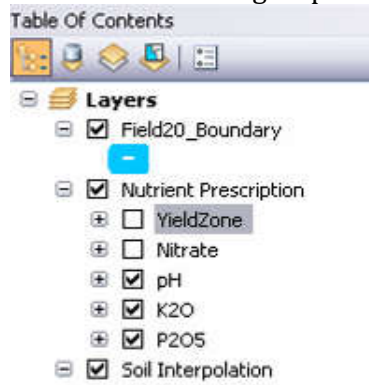 Table Of Contents
Layers
Field20_Boundary
Nutrient Prescription
YieldZone
Nitrate
pH
K2O
P2O5
Soil Interpolation